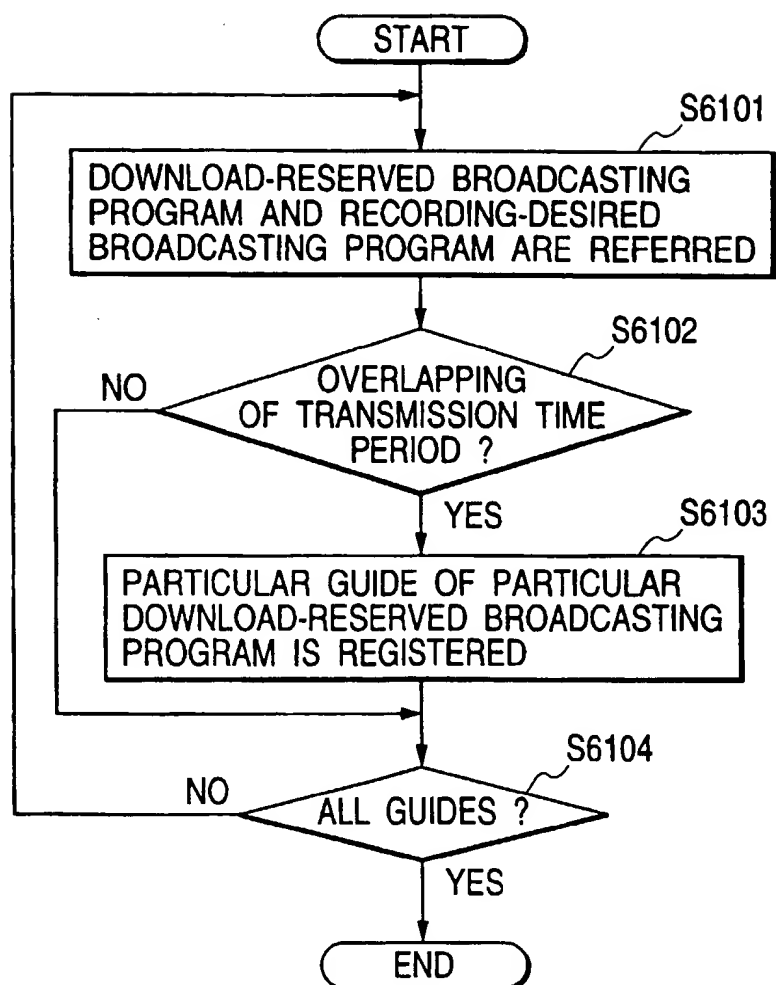 START
S6101
DOWNLOAD-RESERVED BROADCASTING
PROGRAM AND RECORDING-DESIRED
BROADCASTING PROGRAM ARE REFERRED
S6102
NO
OVERLAPPING
OF TRANSMISSION TIME
PERIOD ?
YES
S6103
PARTICULAR GUIDE OF PARTICULAR
DOWNLOAD-RESERVED BROADCASTING
PROGRAM IS REGISTERED
S6104
NO
ALL GUIDES ?
YES
END